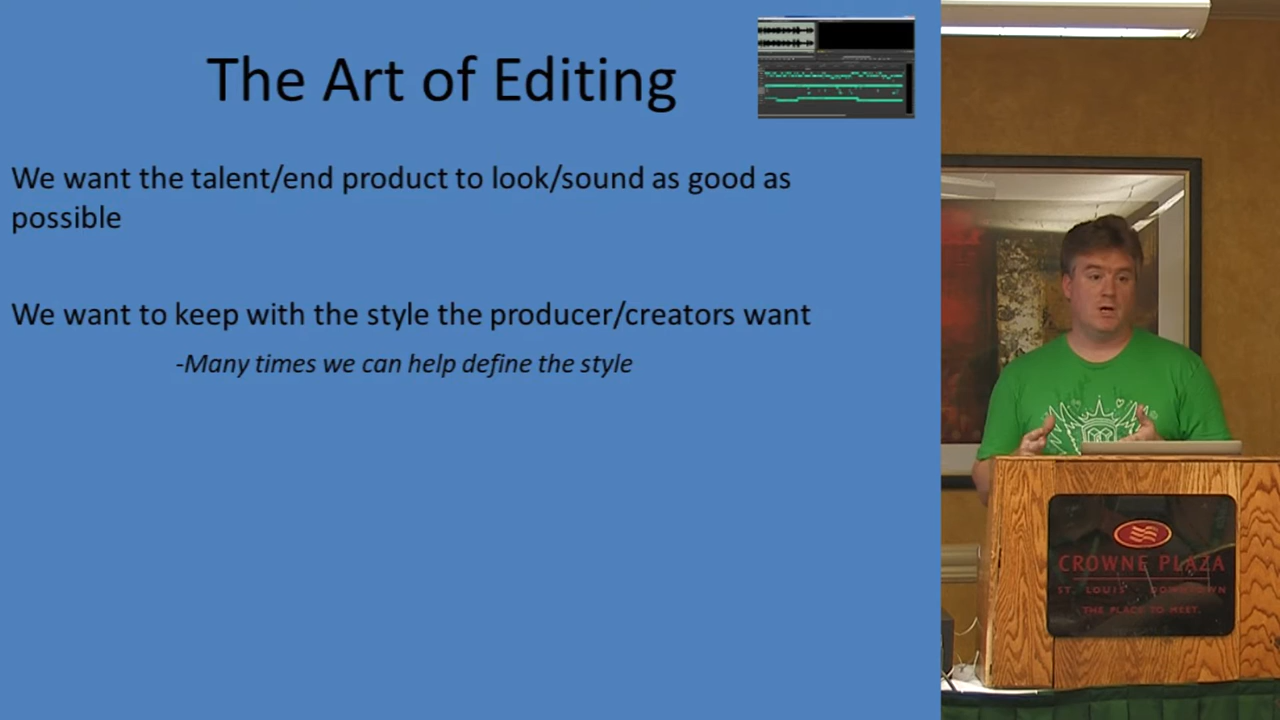 The Art of Editing
We want the talent/end product to look/sound as good as
possible
We want to keep with the style the producer/creators want
-Many times we can help define the style
CROWNE PLAZA
ST. LOUIS - DOWNTOWN
THE PLACE TO MEET.